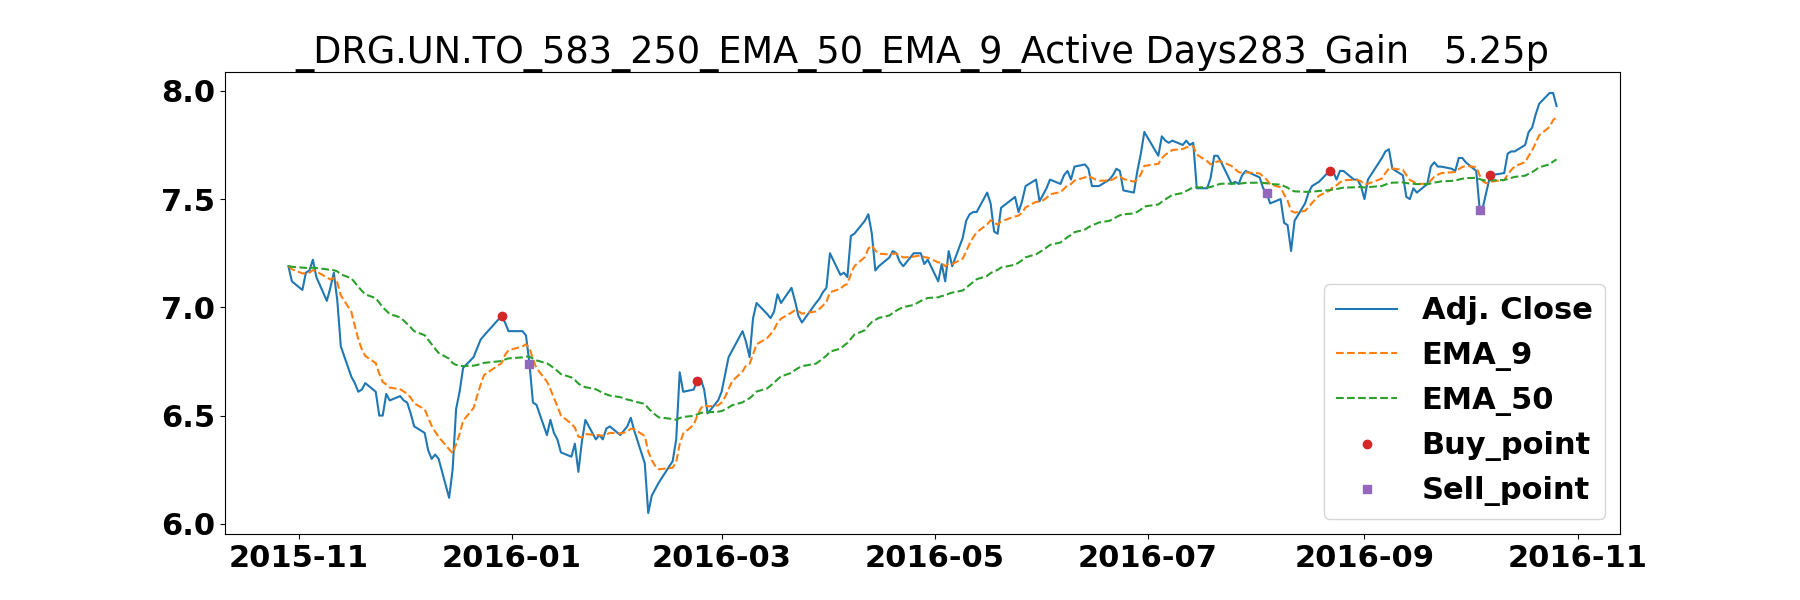 _DRG.UN.TO_583_250_EMA_50_EMA_9_Active Days283_Gain   5.25p
8.0
7.5
7.0
6.5
6.0
2015-11 2016-01 2016-03 2016-05 2016-07 2016-09 2016-11
Adj. Close
EMA_9
EMA_50
Buy_point
Sell_point